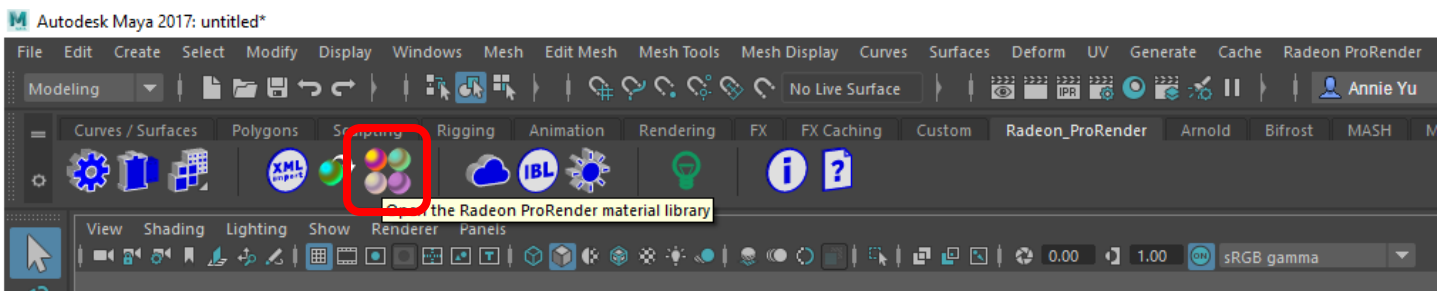 M Autodesk Maya 2017: untitled*
File Edit Create Select Modify Display Windows Mesh Edit Mesh Mesh Tools Mesh Display Curves Surfaces Deform UV Generate Cache Radeon ProRender
Modeling No Live Surface IPR Annie Yu
Curves / Surfaces Polygons Sculpting Rigging Animation Rendering FX FX Caching Custom Radeon_ProRender Arnold Bifrost MASH M
XML import IBL i ?
Open the Radeon ProRender material library
View Shading Lighting Show Renderer Panels
T 0.00 1.00 ON sRGB gamma